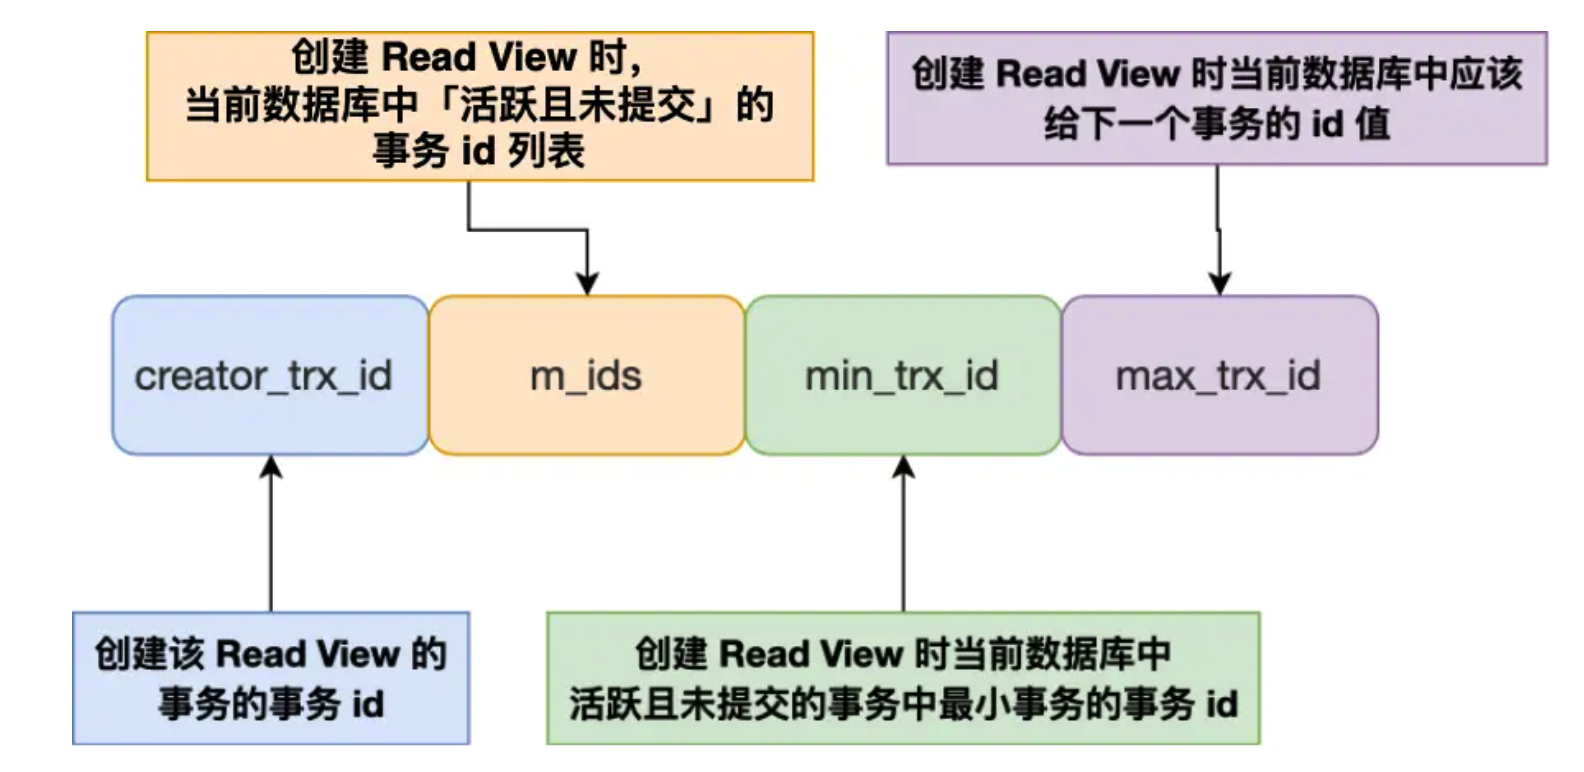 创建 Read View 时，
当前数据库中「活跃且未提交」的
事务 id 列表
创建 Read View 时当前数据库中应该
给下一个事务的 id 值
creator_trx_id
m_ids
min_trx_id
max_trx_id
创建该 Read View 的
事务的事务 id
创建 Read View 时当前数据库中
活跃且未提交的事务中最小事务的事务 id